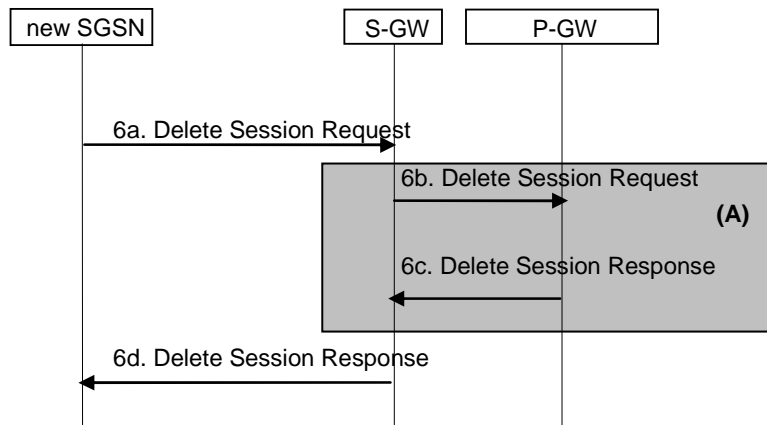 new SGSN
S-GW
P-GW
6a. Delete Session Request
6b. Delete Session Request
(A)
6c. Delete Session Response
6d. Delete Session Response